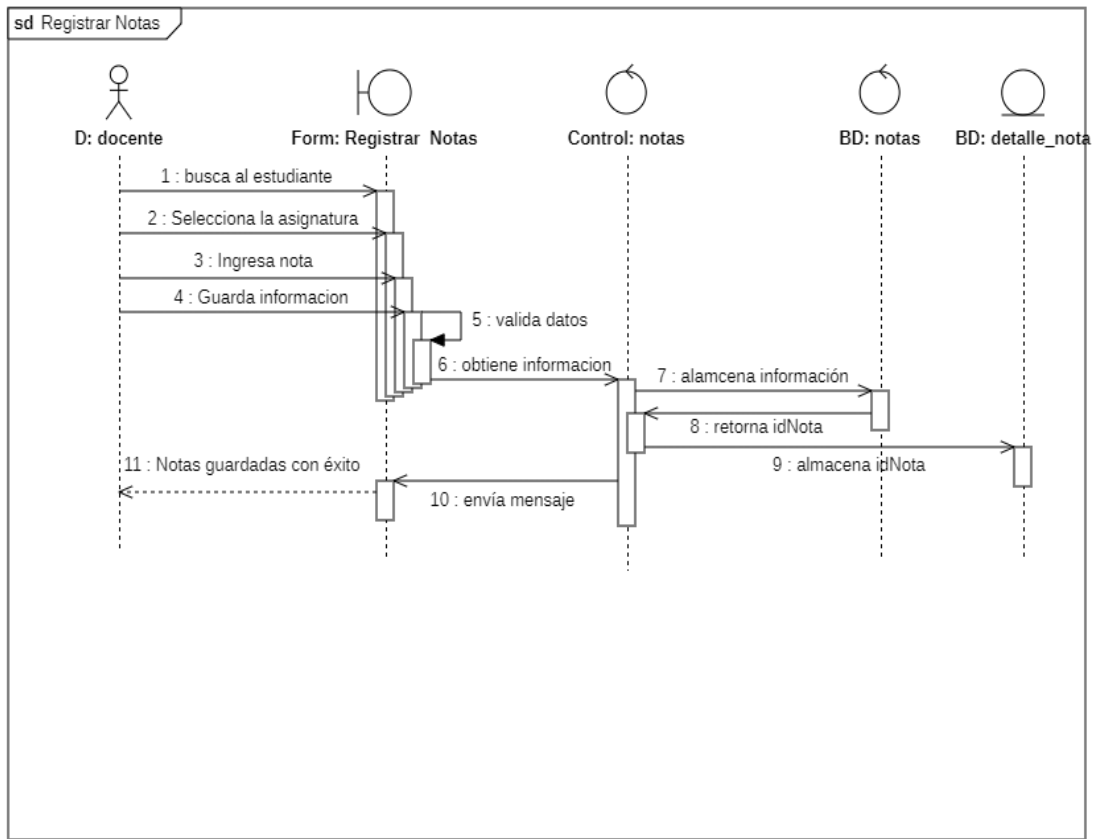 sd Registrar Notas
D: docente
Form: Registrar Notas
Control: notas
BD: notas
BD: detalle_nota
1 : busca al estudiante
2 : Selecciona la asignatura
3 : Ingresa nota
4 : Guarda informacion
5 : valida datos
6 : obtiene informacion
7 : alamcena información
8 : retorna idNota
9 : almacena idNota
10 : envía mensaje
11 : Notas guardadas con éxito